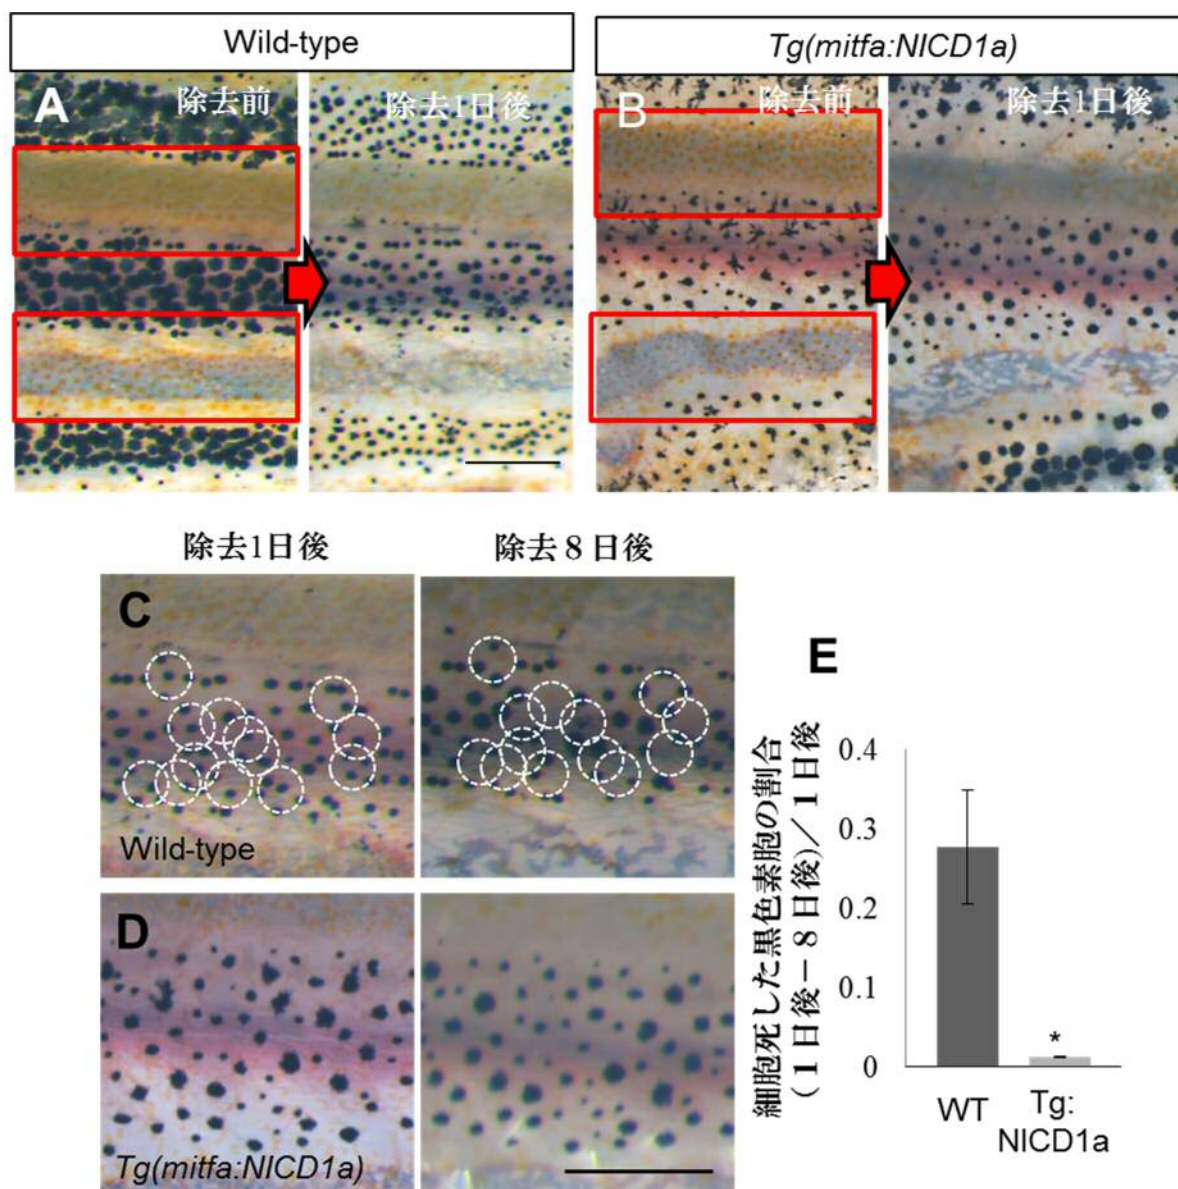 Wild-type
Tg(mitfa:NICD1a)
A
除去前
除去1日後
B
除去前
除去1日後
除去1日後
除去8日後
C
Wild-type
D
Tg(mitfa:NICD1a)
E
細胞死した黒色素胞の割合
(1日後−8日後)/1日後
0.4
0.3
0.2
0.1
0
*
WT
Tg:
NICD1a